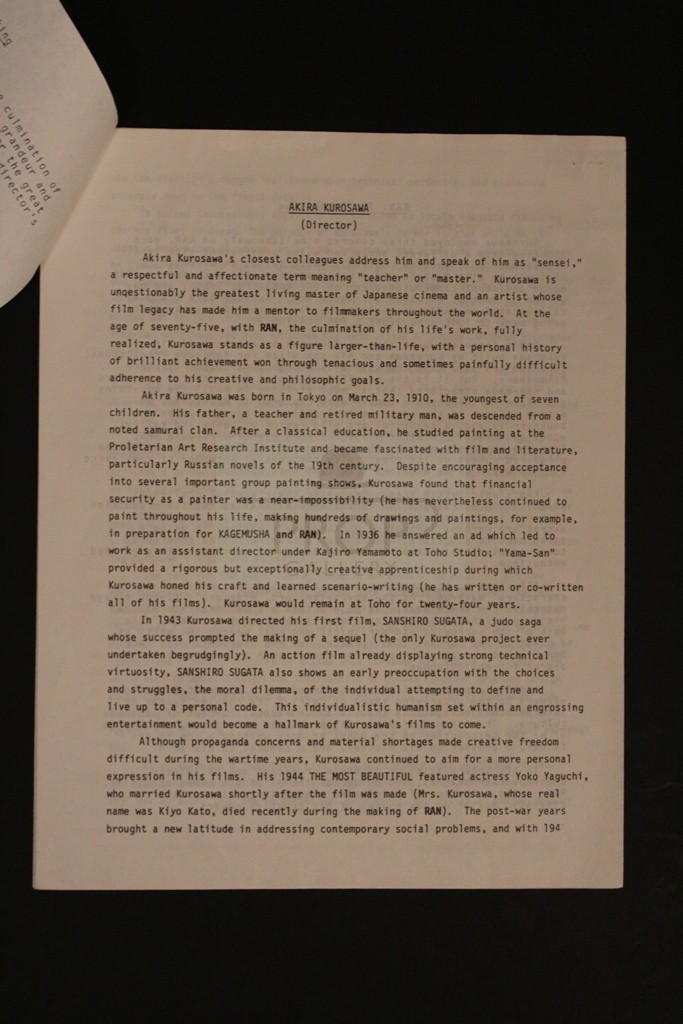 king
culmination of
grandeur and
the great
director's
AKIRA KUROSAWA
(Director)
Akira Kurosawa's closest colleagues address him and speak of him as "sensei,"
a respectful and affectionate term meaning "teacher" or "master." Kurosawa is
unqestionably the greatest living master of Japanese cinema and an artist whose
film legacy has made him a mentor to filmmakers throughout the world. At the
age of seventy-five, with RAN, the culmination of his life's work, fully
realized, Kurosawa stands as a figure larger-than-life, with a personal history
of brilliant achievement won through tenacious and sometimes painfully difficult
adherence to his creative and philosophic goals.
Akira Kurosawa was born in Tokyo on March 23, 1910, the youngest of seven
children. His father, a teacher and retired military man, was descended from a
noted samurai clan. After a classical education, he studied painting at the
Proletarian Art Research Institute and became fascinated with film and literature,
particularly Russian novels of the 19th century. Despite encouraging acceptance
into several important group painting shows, Kurosawa found that financial
security as a painter was a near-impossibility (he has nevertheless continued to
paint throughout his life, making hundreds of drawings and paintings, for example,
in preparation for KAGEMUSHA and RAN). In 1936 he answered an ad which led to
work as an assistant director under Kajiro Yamamoto at Toho Studio; "Yama-San"
provided a rigorous but exceptionally creative apprenticeship during which
Kurosawa honed his craft and learned scenario-writing (he has written or co-written
all of his films). Kurosawa would remain at Toho for twenty-four years.
In 1943 Kurosawa directed his first film, SANSHIRO SUGATA, a judo saga
whose success prompted the making of a sequel (the only Kurosawa project ever
undertaken begrudgingly). An action film already displaying strong technical
virtuosity, SANSHIRO SUGATA also shows an early preoccupation with the choices
and struggles, the moral dilemma, of the individual attempting to define and
live up to a personal code. This individualistic humanism set within an engrossing
entertainment would become a hallmark of Kurosawa's films to come.
Although propaganda concerns and material shortages made creative freedom
difficult during the wartime years, Kurosawa continued to aim for a more personal
expression in his films. His 1944 THE MOST BEAUTIFUL featured actress Yoko Yaguchi,
who married Kurosawa shortly after the film was made (Mrs. Kurosawa, whose real
name was Kiyo Kato, died recently during the making of RAN). The post-war years
brought a new latitude in addressing contemporary social problems, and with 194